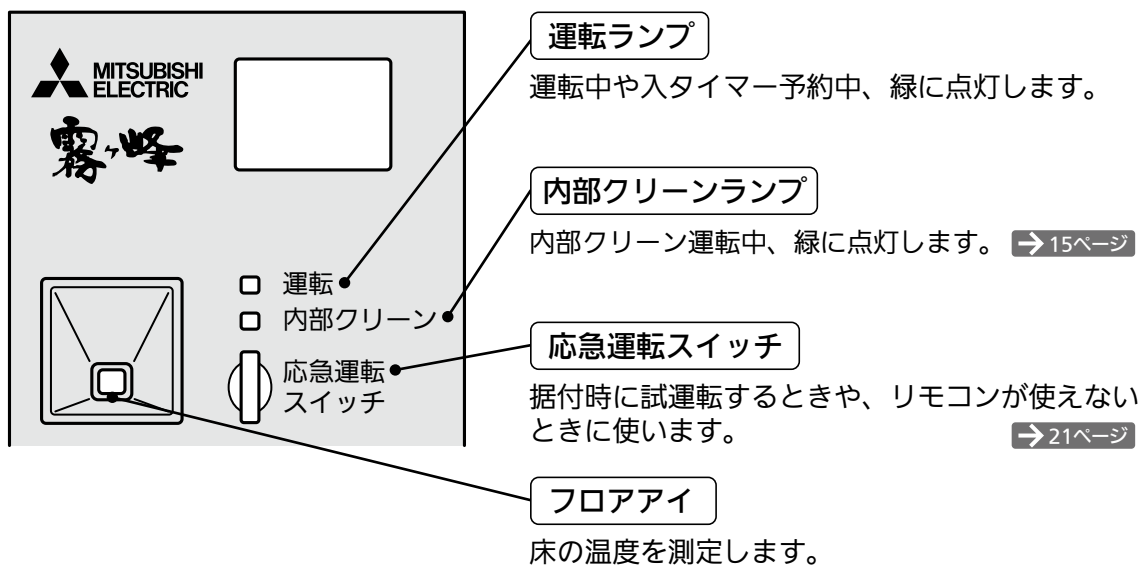 MITSUBISHI
ELECTRIC
霧ヶ峰
運転
内部クリーン
応急運転
スイッチ
運転ランプ
運転中や入タイマー予約中、緑に点灯します。
内部クリーンランプ
内部クリーン運転中、緑に点灯します。 → 15ページ
応急運転スイッチ
据付時に試運転するときや、リモコンが使えない
ときに使います。 → 21ページ
フロアアイ
床の温度を測定します。